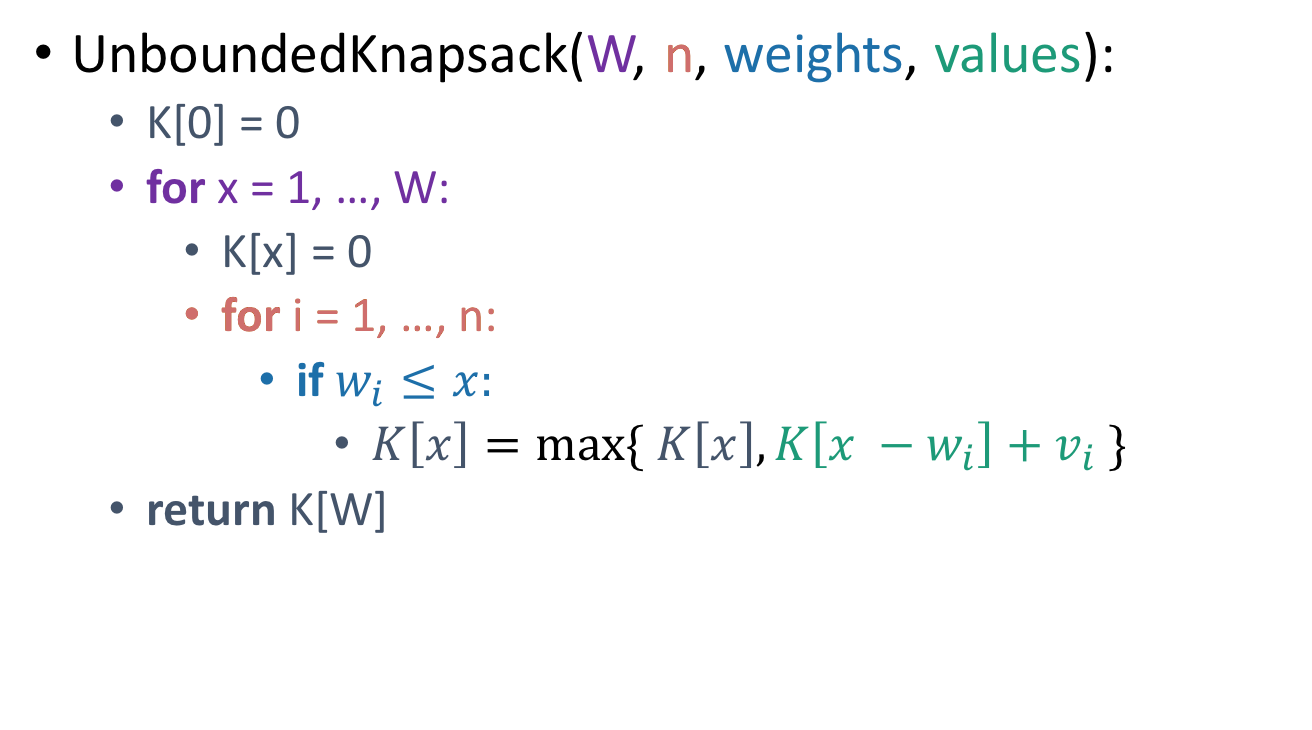 • UnboundedKnapsack(W, n, weights, values):
• K[0] = 0
• for x = 1, …, W:
• K[x] = 0
• for i = 1, …, n:
• if wᵢ ≤ x:
• K[x] = max{ K[x], K[x − wᵢ] + vᵢ }
• return K[W]